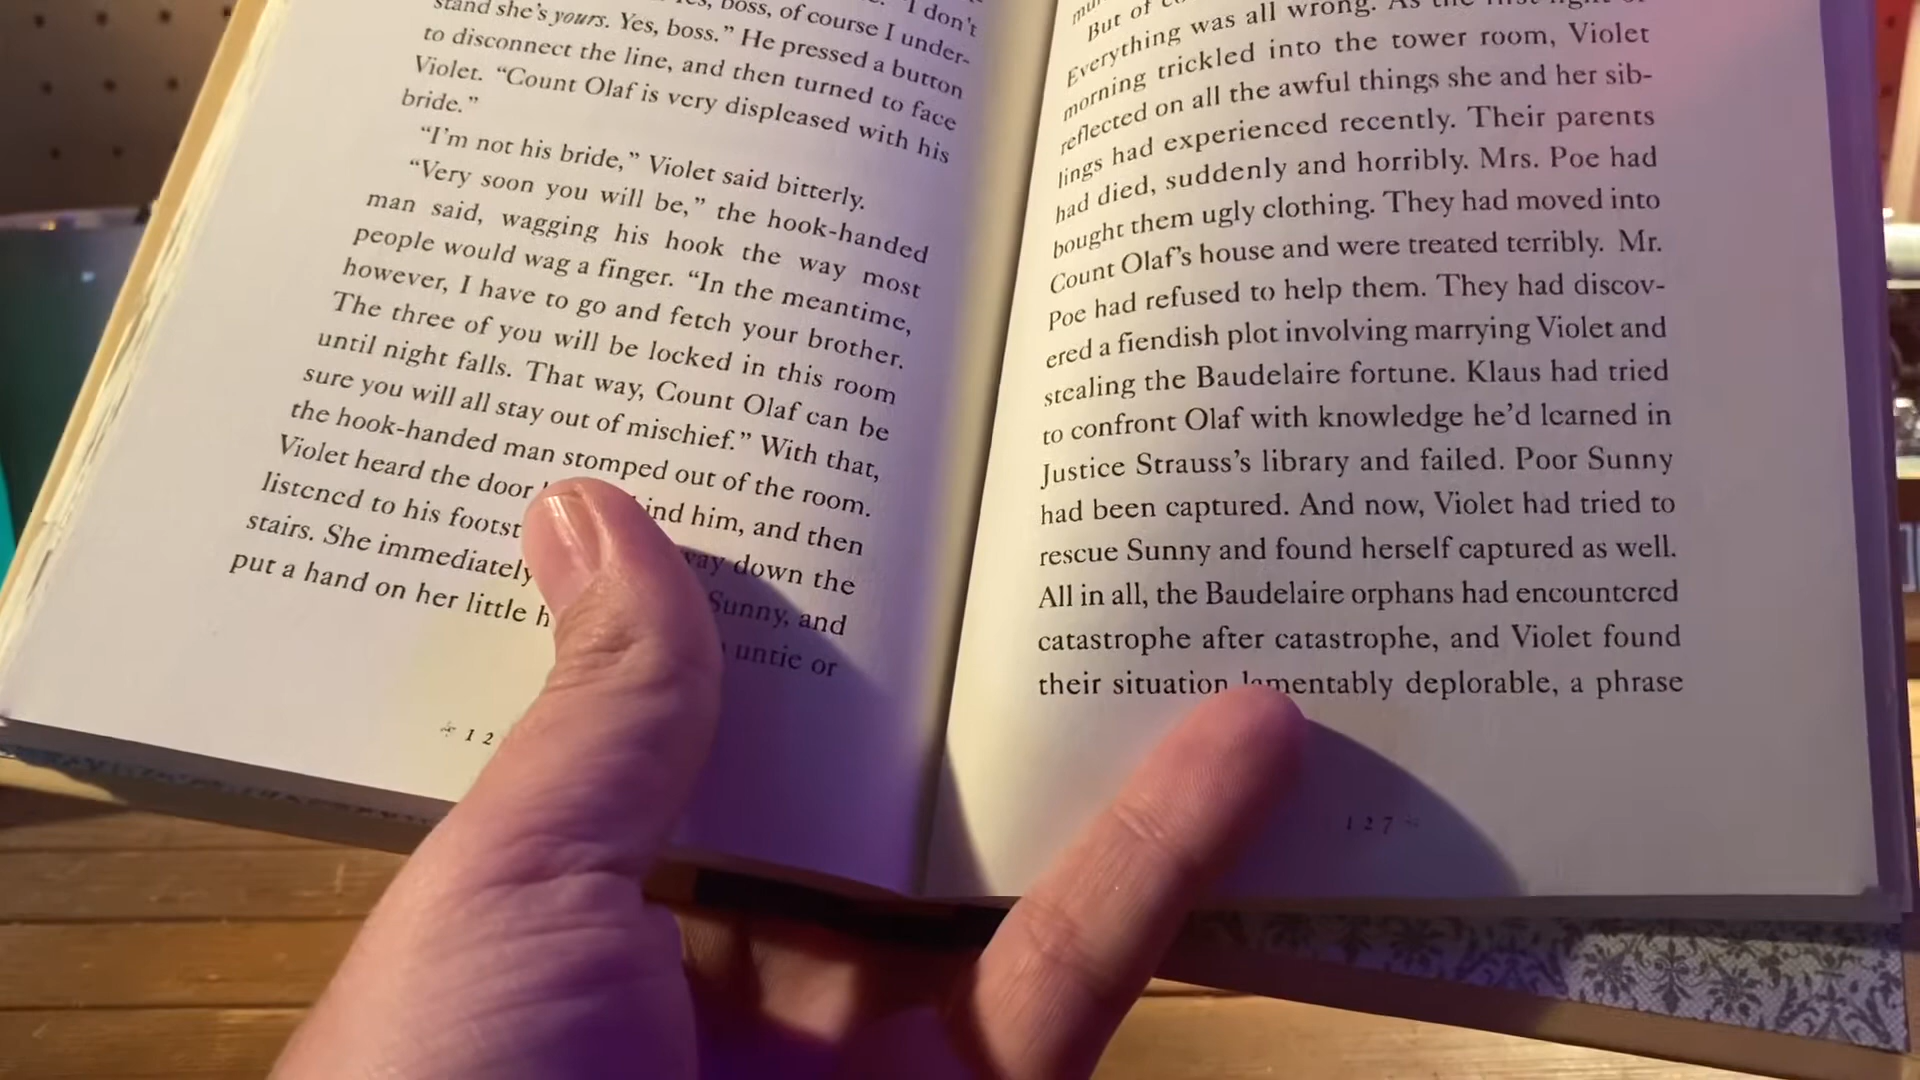 I don't
boss, of course I under-
stand she's yours. Yes, boss.” He pressed a button
to disconnect the line, and then turned to face
Violet. “Count Olaf is very displeased with his
bride.”
“I'm not his bride,” Violet said bitterly.
“Very soon you will be,” the hook-handed
man said, wagging his hook the way most
people would wag a finger. “In the meantime,
however, I have to go and fetch your brother.
The three of you will be locked in this room
until night falls. That way, Count Olaf can be
sure you will all stay out of mischief.” With that,
the hook-handed man stomped out of the room.
Violet heard the door ind him, and then
listened to his footst way down the
stairs. She immediately Sunny, and
put a hand on her little h untie or
12
But of
Everything was all wrong. As the first light of
morning trickled into the tower room, Violet
reflected on all the awful things she and her sib-
lings had experienced recently. Their parents
had died, suddenly and horribly. Mrs. Poe had
bought them ugly clothing. They had moved into
Count Olaf's house and were treated terribly. Mr.
Poe had refused to help them. They had discov-
ered a fiendish plot involving marrying Violet and
stealing the Baudelaire fortune. Klaus had tried
to confront Olaf with knowledge he'd learned in
Justice Strauss's library and failed. Poor Sunny
had been captured. And now, Violet had tried to
rescue Sunny and found herself captured as well.
All in all, the Baudelaire orphans had encountered
catastrophe after catastrophe, and Violet found
their situation lamentably deplorable, a phrase
127